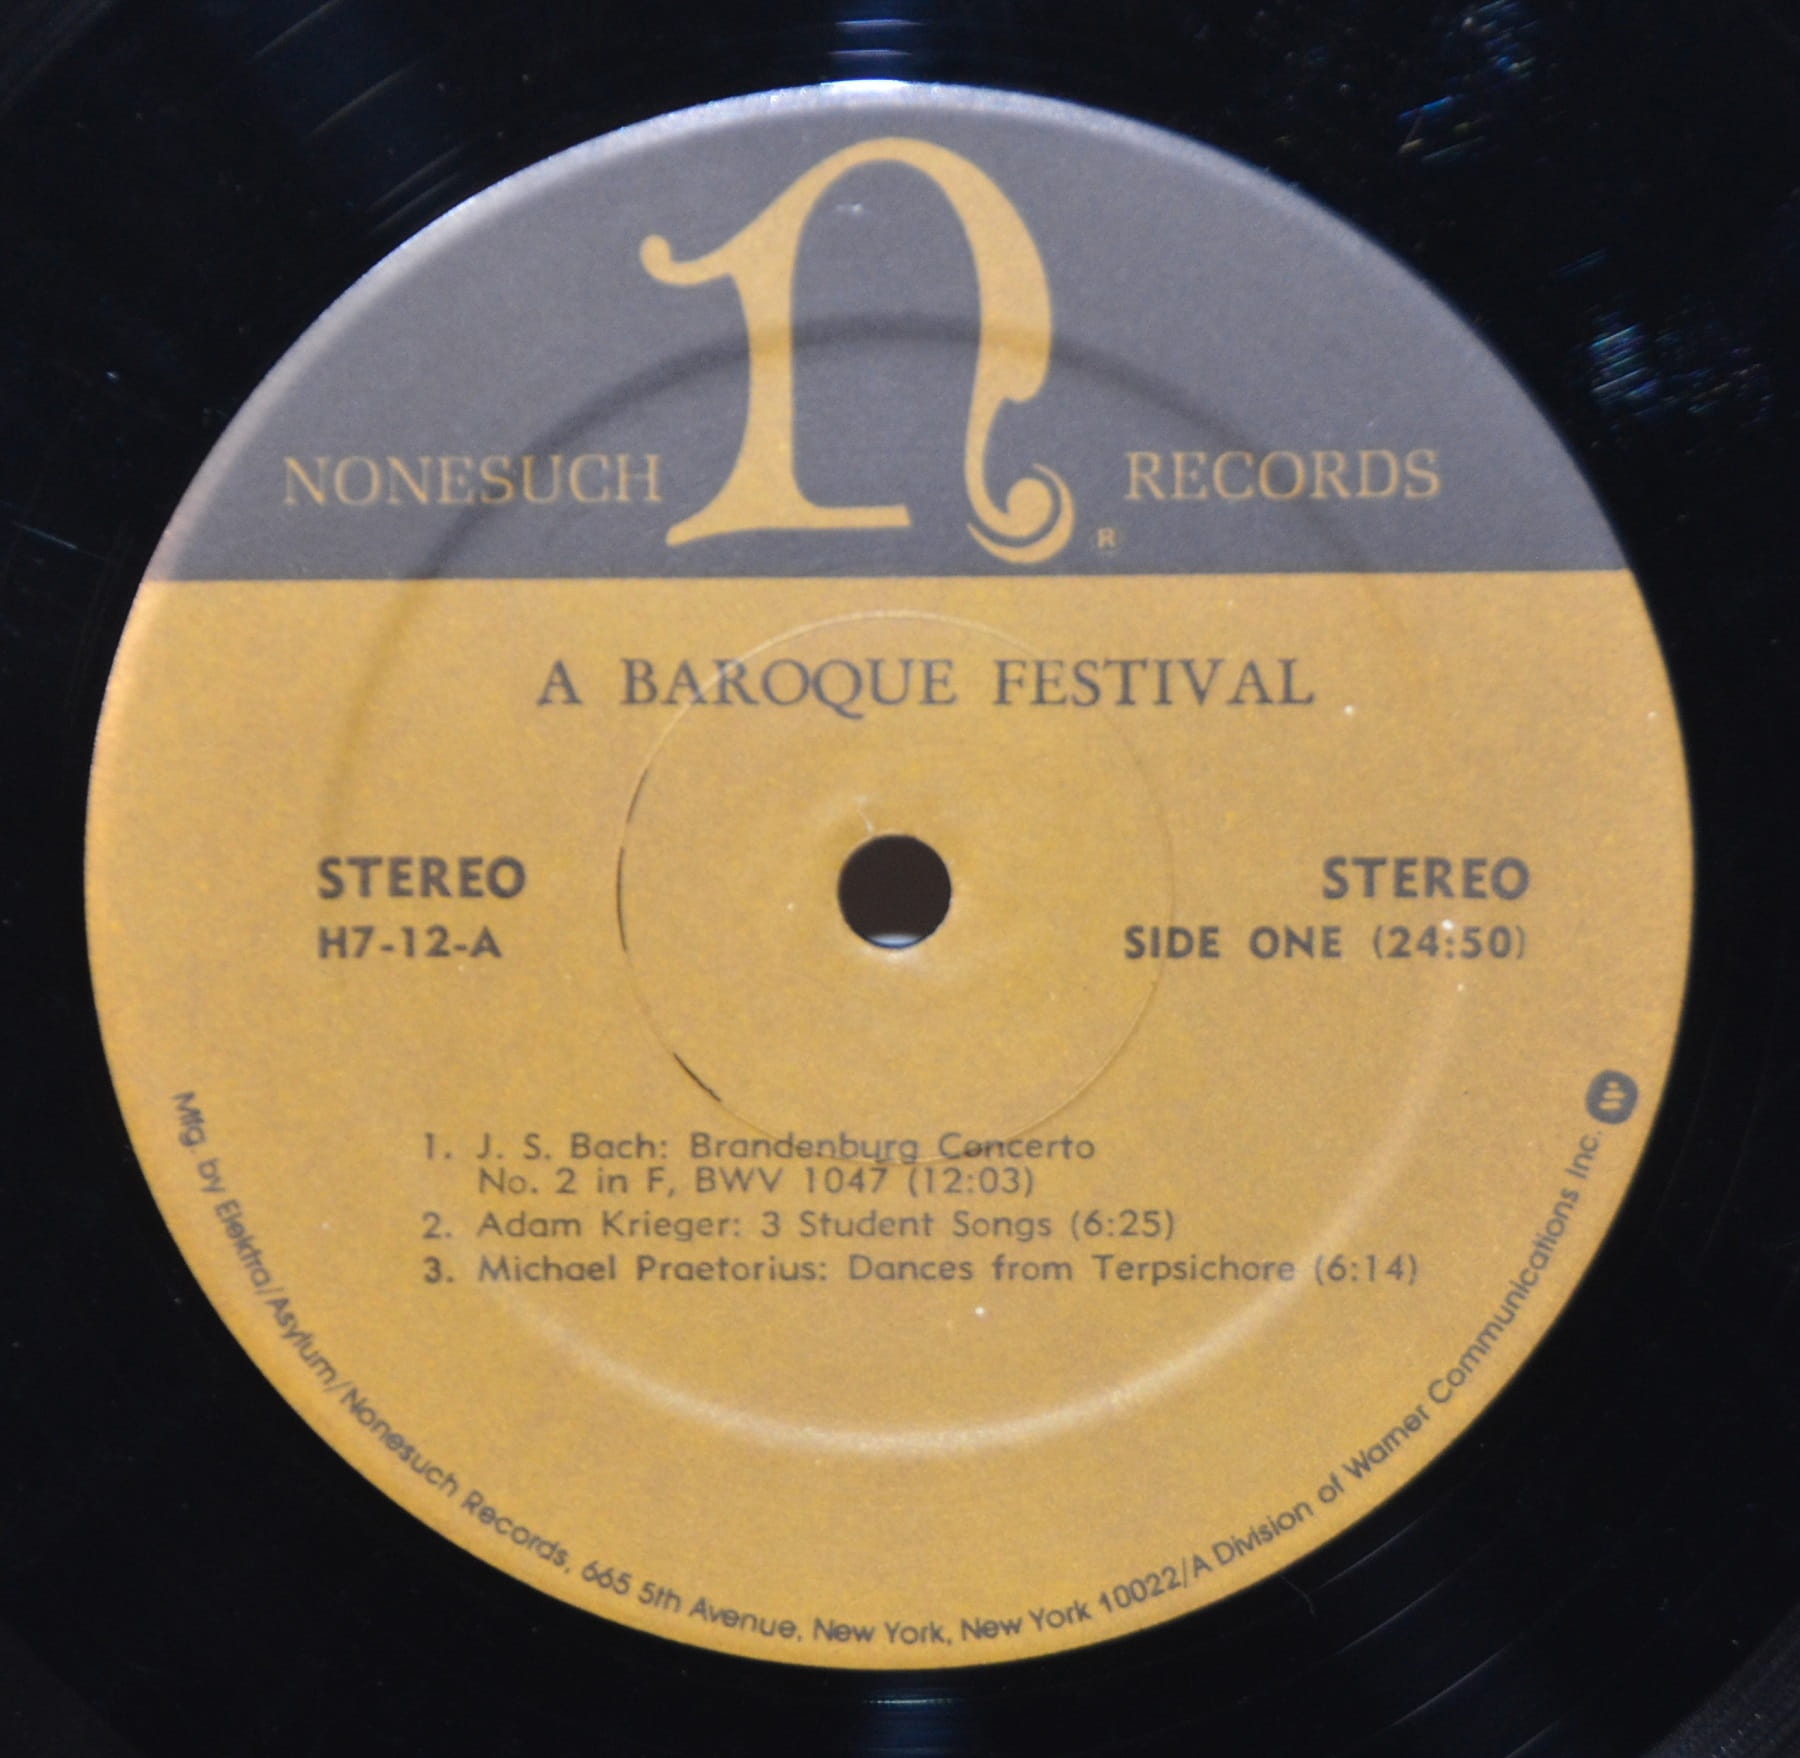 n
NONESUCH RECORDS
®
A BAROQUE FESTIVAL
STEREO STEREO
H7-12-A SIDE ONE (24:50)
1. J. S. Bach: Brandenburg Concerto
No. 2 in F, BWV 1047 (12:03)
2. Adam Krieger: 3 Student Songs (6:25)
3. Michael Praetorius: Dances from Terpsichore (6:14)
Mfg. by Elektra/Asylum/Nonesuch Records, 665 5th Avenue, New York, New York 10022/A Division of Warner Communications Inc.